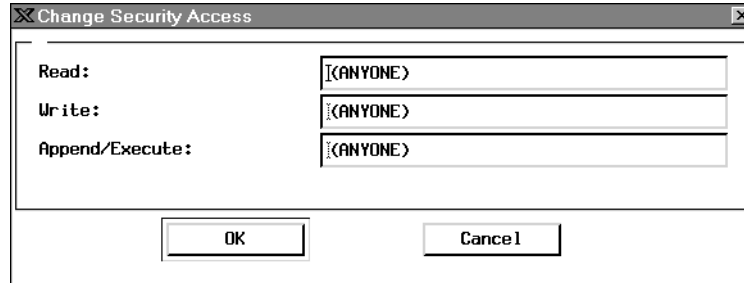 Change Security Access
Read: (ANYONE)
Write: (ANYONE)
Append/Execute: (ANYONE)
OK Cancel